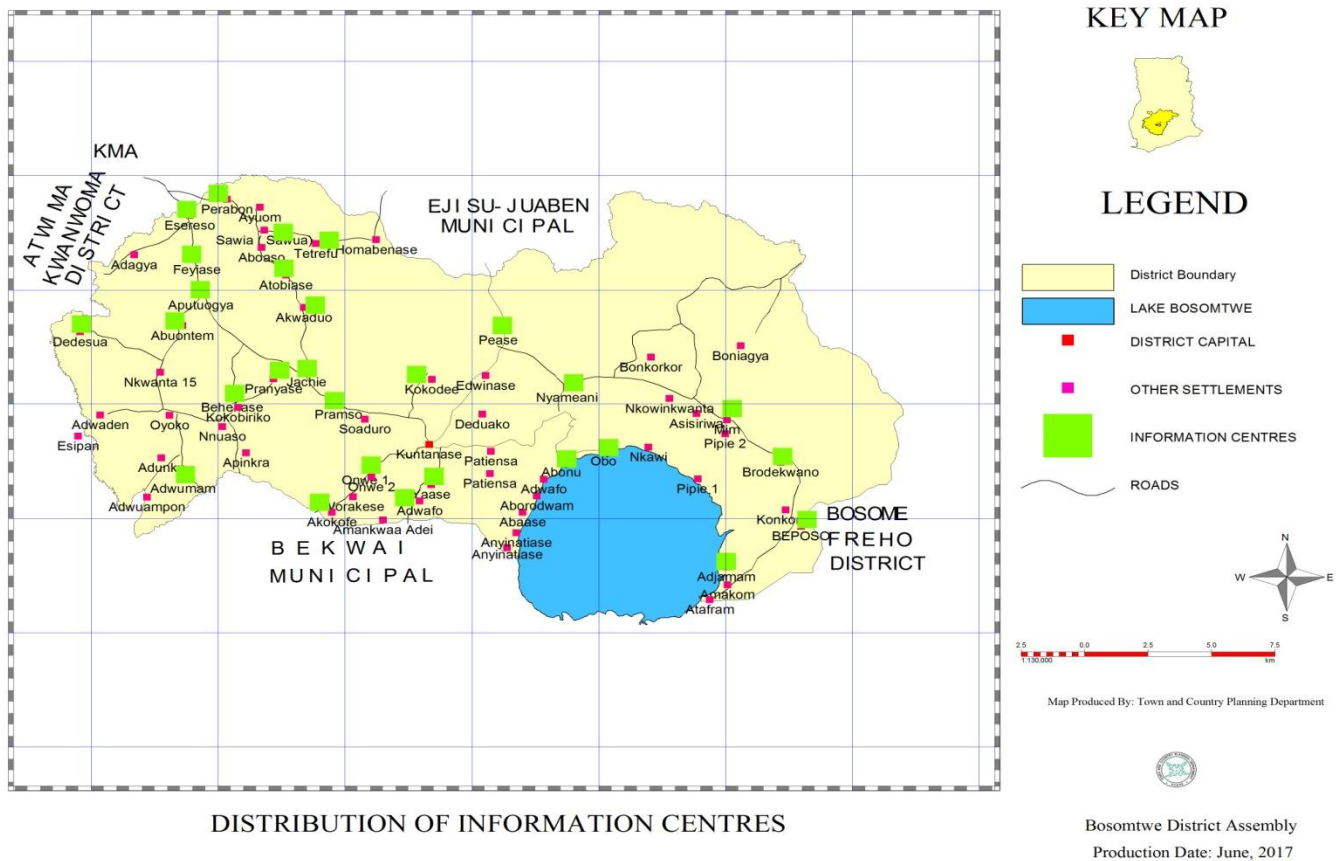 KEY MAP
KMA
ATWIMA
KWANWOMA
DISTRICT
EJISU-JUABEN
MUNICIPAL
Perabon
Ayuom
Esereso
Sawia ( Sawua)
Aboaso
Tetrefu
Homabenase
Adagya
Feyiase
Atobiase
Aputuogya
Akwaduo
Abuontem
Dedesua
Pease
Boniagya
Bonkorkor
Nkwanta 15
Pranyase
Jachie
Kokodee
Edwinase
Nyameani
Behenase
Kokobiriko
Pramso
Nkowinkwanta
Adwaden
Oyoko
Nnuaso
Soaduro
Deduako
Asisiriwa
Mim
Pipie 2
Esipan
Kuntanase
Apinkra
Patiensa
Obo
Nkawi
Brodekwano
Adunk
Onwe 1
Onwe 2
Patiensa
Abonu
Adwafo
Pipie 1
Adwumam
Yaase
Adwuampon
Vorakese
Adwafo
Aborodwam
Akokofe
Amankwaa Adei
Abaase
Konkor
BEPOSO
Anyinatiase
Anyinatiase
BOSOME
FREHO
DISTRICT
BEKWAI
MUNICIPAL
Adjamam
Amakom
Atafram
LEGEND
District Boundary
LAKE BOSOMTWE
DISTRICT CAPITAL
OTHER SETTLEMENTS
INFORMATION CENTRES
ROADS
N
W E
S
2.5 0.0 2.5 5.0 7.5
1:130,000 km
Map Produced By: Town and Country Planning Department
DISTRIBUTION OF INFORMATION CENTRES
Bosomtwe District Assembly
Production Date: June, 2017